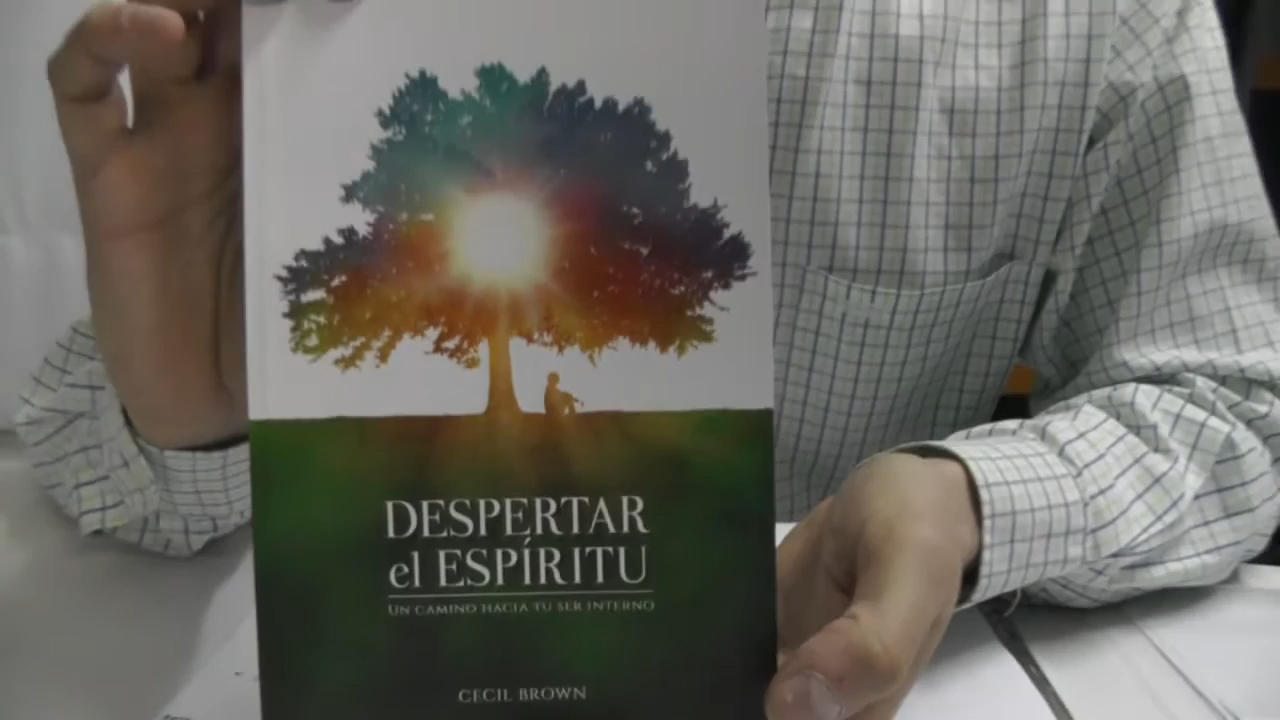 DESPERTAR
el ESPÍRITU
UN CAMINO HACIA TU SER INTERNO
CECIL BROWN